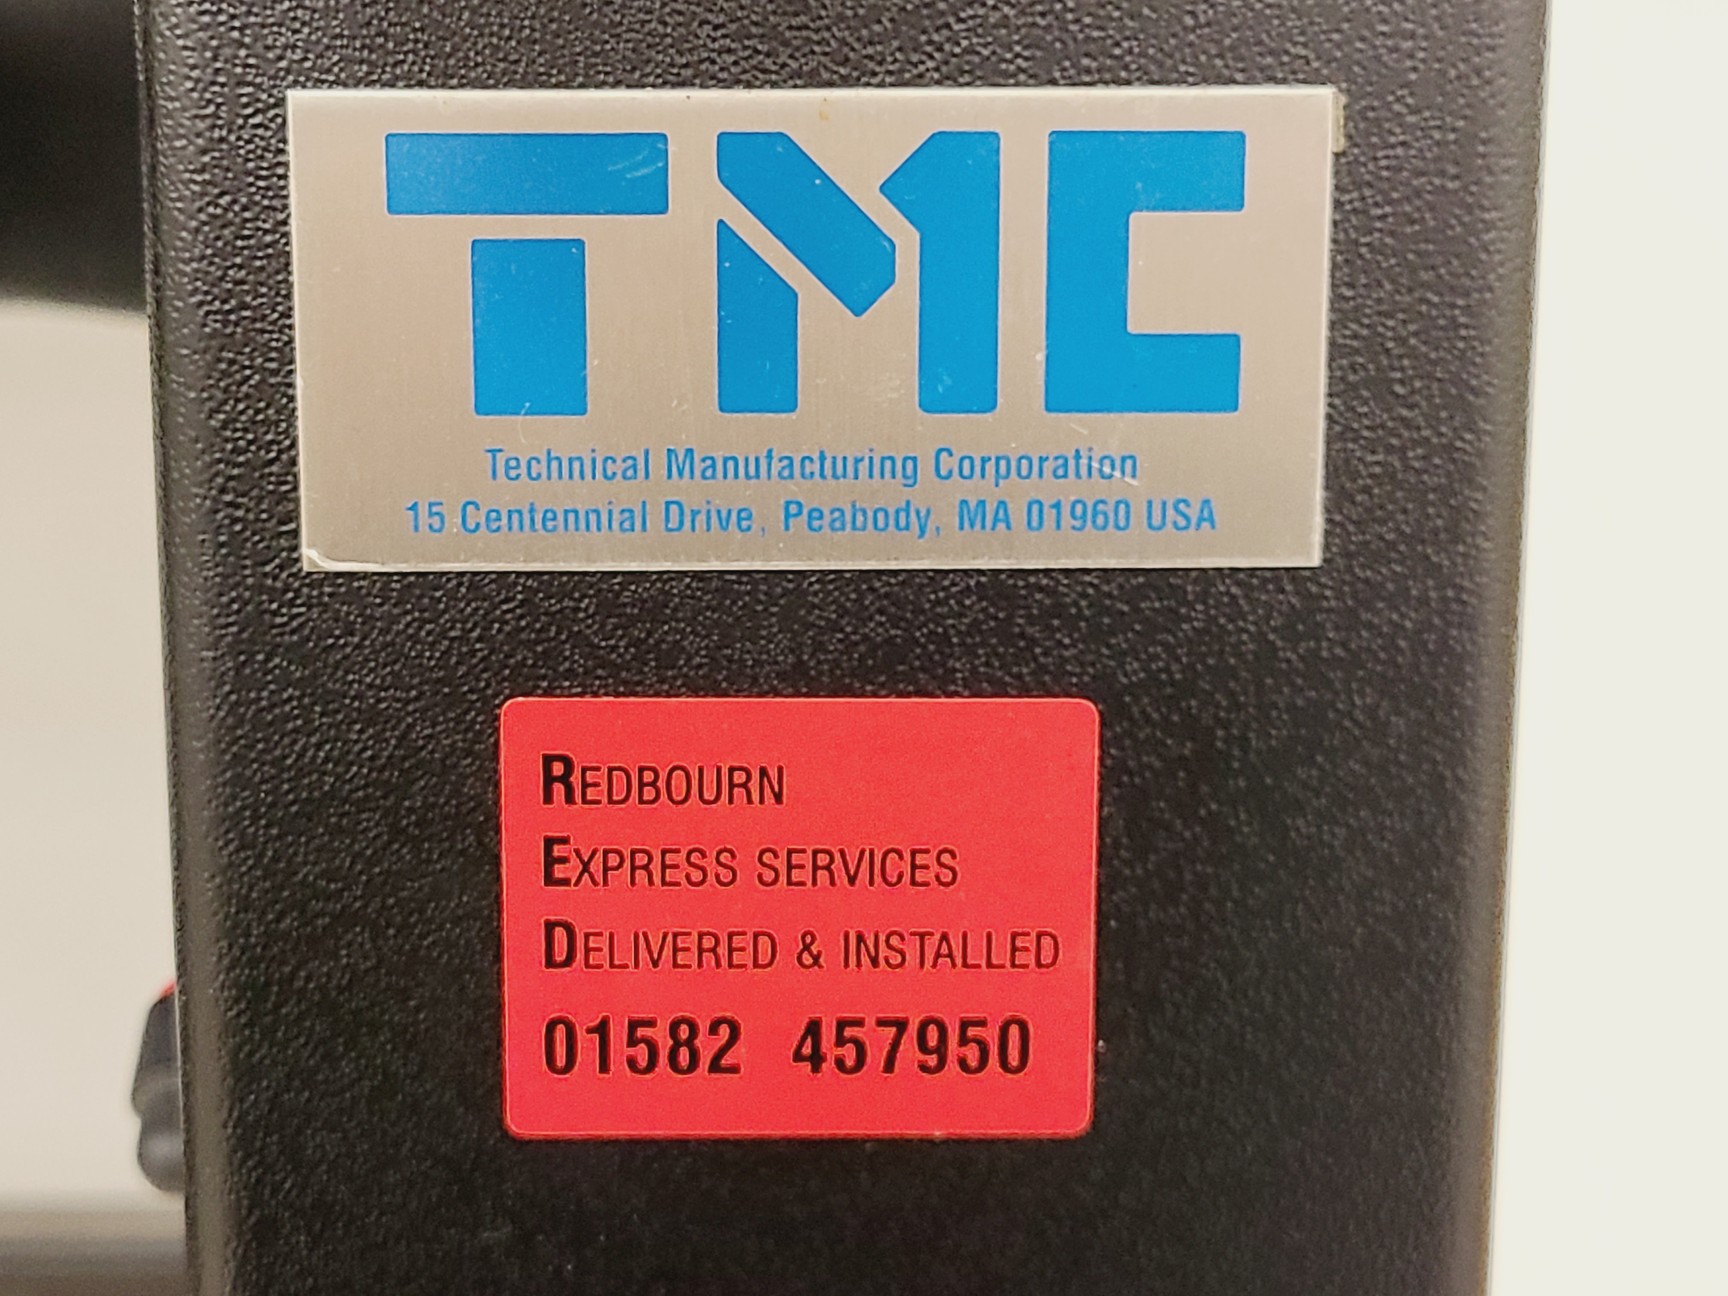 TMC
Technical Manufacturing Corporation
15 Centennial Drive, Peabody, MA 01960 USA
REDBOURN
EXPRESS SERVICES
DELIVERED & INSTALLED
01582 457950